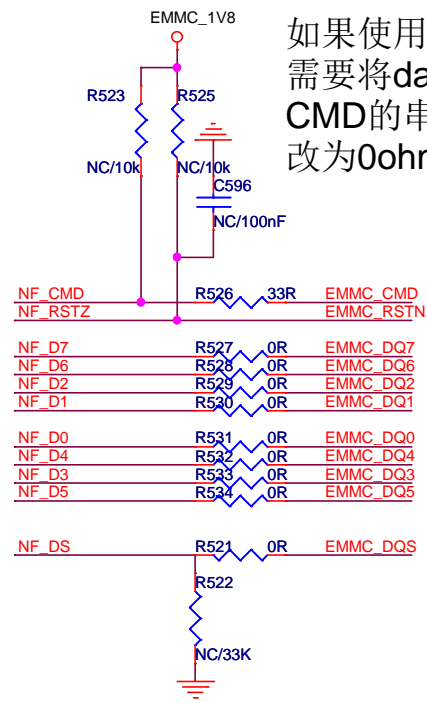 EMMC_1V8
如果使用
需要将da
CMD的串
改为0ohm
R523 R525
NC/10k NC/10k
C596
NC/100nF
NF_CMD R526 33R EMMC_CMD
NF_RSTZ EMMC_RSTN
NF_D7 R527 0R EMMC_DQ7
NF_D6 R528 0R EMMC_DQ6
NF_D2 R529 0R EMMC_DQ2
NF_D1 R530 0R EMMC_DQ1
NF_D0 R531 0R EMMC_DQ0
NF_D4 R532 0R EMMC_DQ4
NF_D3 R533 0R EMMC_DQ3
NF_D5 R534 0R EMMC_DQ5
NF_DS R521 0R EMMC_DQS
R522
NC/33K